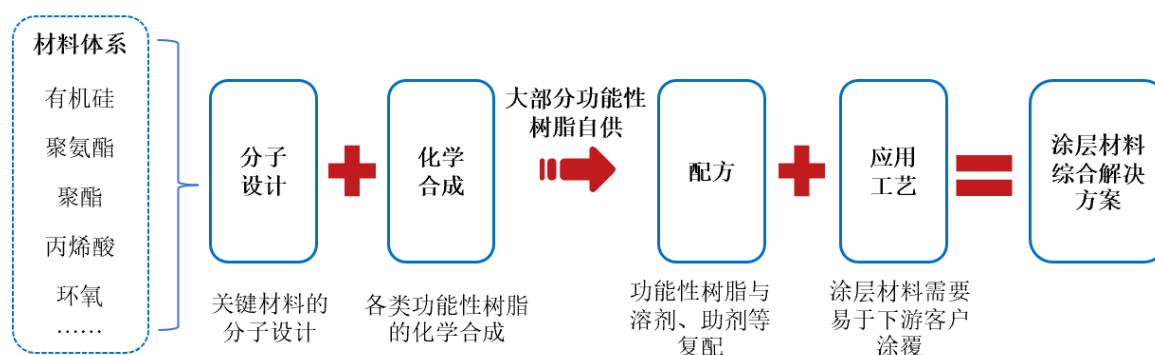 材料体系
有机硅
聚氨酯
聚酯
丙烯酸
环氧
……
分子
设计
关键材料的
分子设计
化学
合成
各类功能性树脂
的化学合成
大部分功能性
树脂自供
配方
功能性树脂与
溶剂、助剂等
复配
应用
工艺
涂层材料需要
易于下游客户
涂覆
涂层材料
综合解决
方案